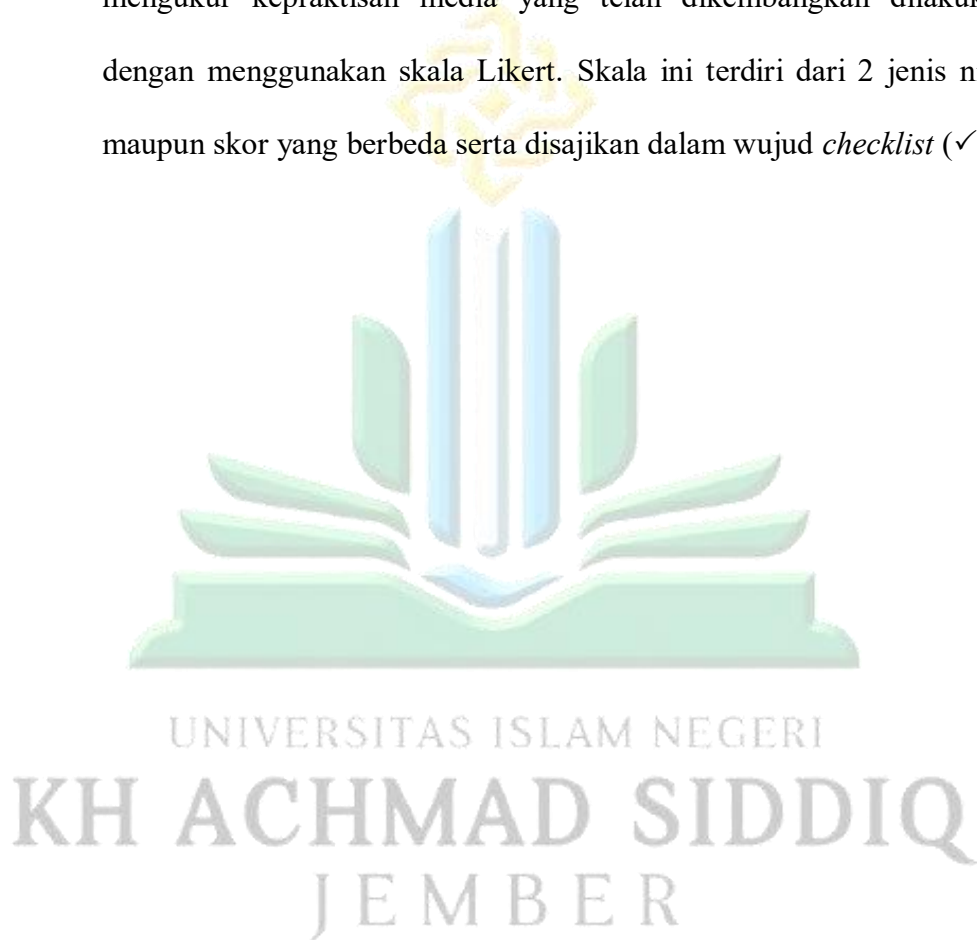 mengukur kepraktisan media yang telah dikembangkan
dengan menggunakan skala Likert. Skala ini terdiri dari 2 jenis
maupun skor yang berbeda serta disajikan dalam wujud checklist (✓
UNIVERSITAS ISLAM NEGERI
KH ACHMAD SIDDIQ
JEMBER